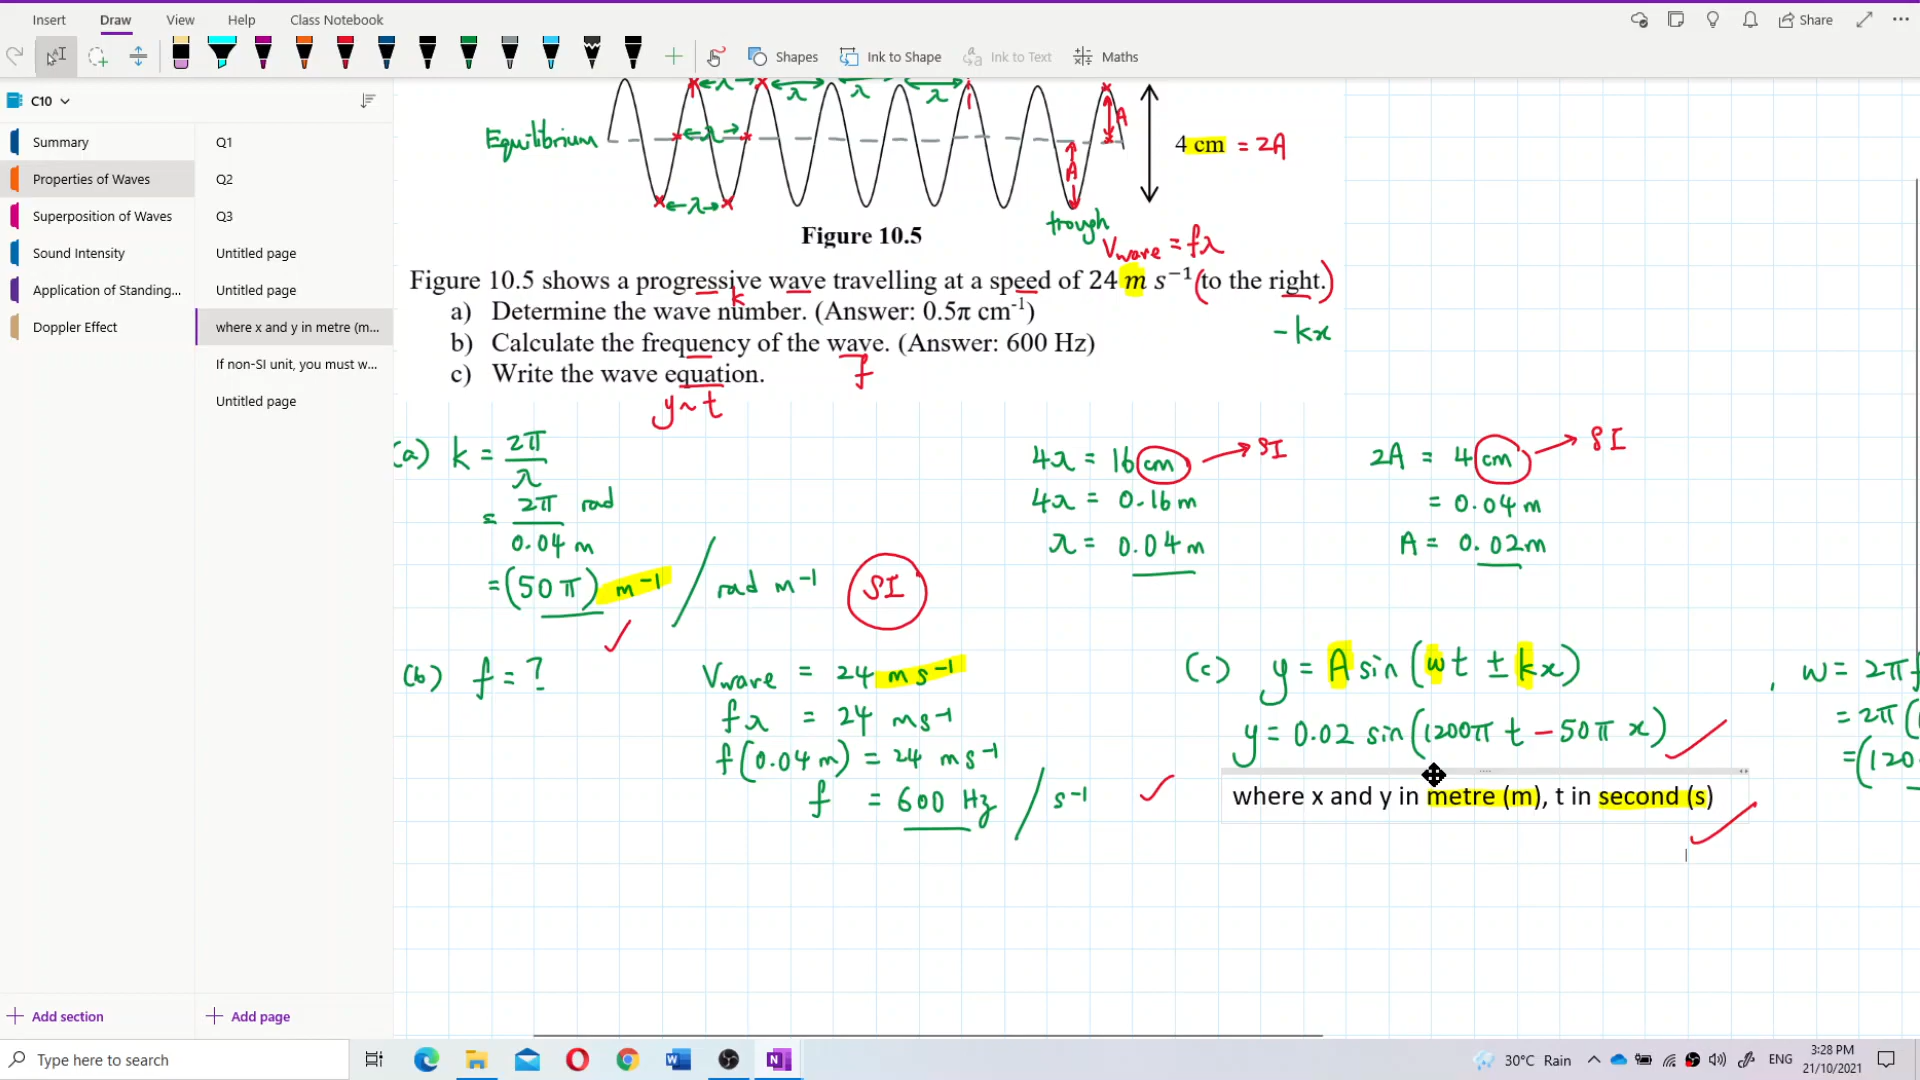 Insert Draw View Help Class Notebook Share
Shapes Ink to Shape Ink to Text Maths
C10
Summary
Properties of Waves
Superposition of Waves
Sound Intensity
Application of Standing...
Doppler Effect
Q1
Q2
Q3
Untitled page
Untitled page
where x and y in metre (m...
If non-SI unit, you must w...
Untitled page
Add section
Add page
λ λ λ λ
Equilibrium λ A 4 cm = 2A
A
λ
trough
Figure 10.5
Vwave = fλ
Figure 10.5 shows a progressive wave travelling at a speed of 24 m s⁻¹ (to the right.)
k
a) Determine the wave number. (Answer: 0.5π cm⁻¹)
- kx
b) Calculate the frequency of the wave. (Answer: 600 Hz)
c) Write the wave equation. f
y ~ t
(a) k = 2π/λ
= 2π rad / 0.04 m
= (50π) m⁻¹ / rad m⁻¹ SI
4λ = 16 cm → SI
4λ = 0.16 m
λ = 0.04 m
2A = 4 cm → SI
= 0.04 m
A = 0.02 m
(b) f = ?
Vwave = 24 ms⁻¹
fλ = 24 ms⁻¹
f(0.04 m) = 24 ms⁻¹
f = 600 Hz / s⁻¹
(c) y = A sin (ωt ± kx)
, ω = 2πf
y = 0.02 sin (1200π t - 50π x)
= 2π(
= (120
where x and y in metre (m), t in second (s)
Type here to search
30°C Rain
ENG
3:28 PM
21/10/2021